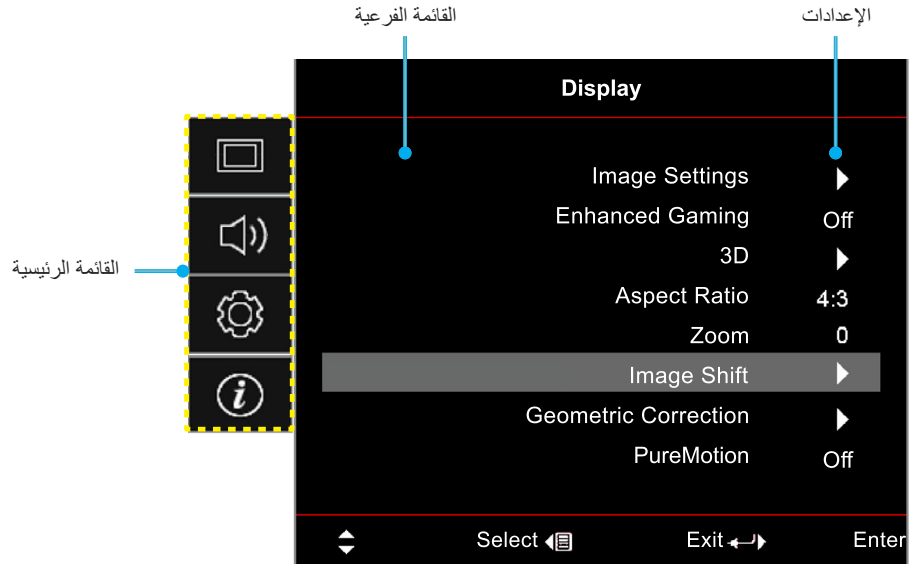 القائمة الفرعية
الإعدادات
Display
Image Settings
Enhanced Gaming Off
3D
Aspect Ratio 4:3
Zoom 0
القائمة الرئيسية
Image Shift
Geometric Correction
PureMotion Off
Select Exit Enter